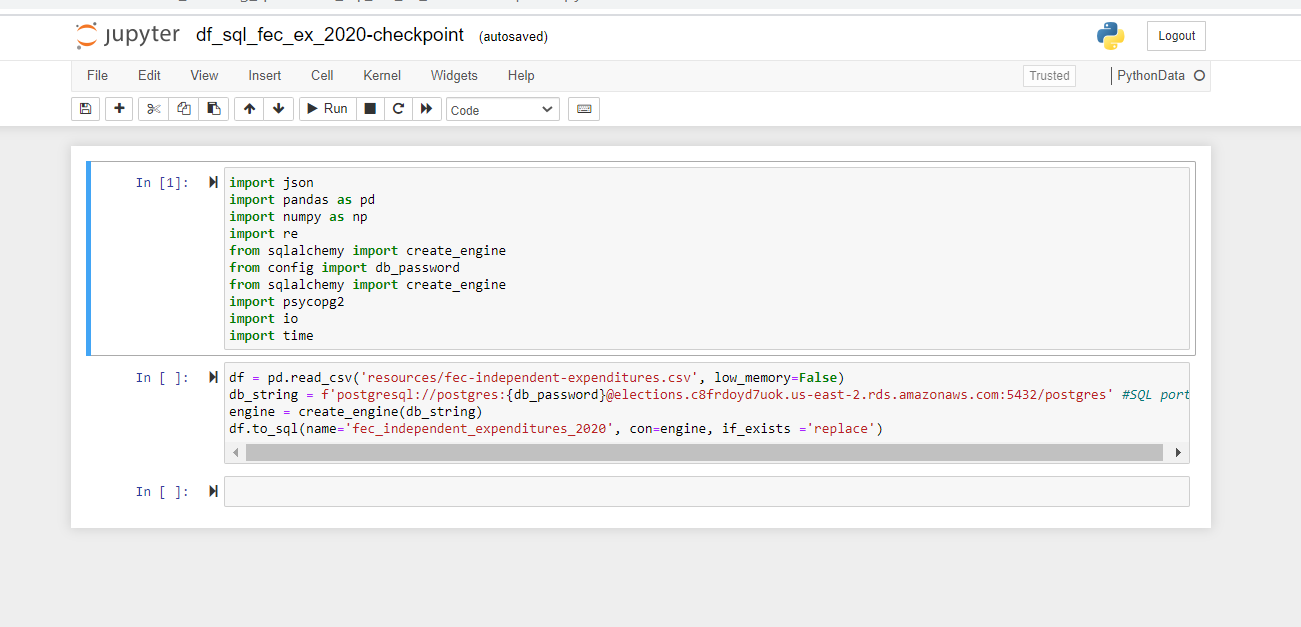 jupyter df_sql_fec_ex_2020-checkpoint (autosaved) Logout
File Edit View Insert Cell Kernel Widgets Help Trusted PythonData
Run Code
In [1]:
import json
import pandas as pd
import numpy as np
import re
from sqlalchemy import create_engine
from config import db_password
from sqlalchemy import create_engine
import psycopg2
import io
import time
In [ ]:
df = pd.read_csv('resources/fec-independent-expenditures.csv', low_memory=False)
db_string = f'postgresql://postgres:{db_password}@elections.c8frdoyd7uok.us-east-2.rds.amazonaws.com:5432/postgres' #SQL port
engine = create_engine(db_string)
df.to_sql(name='fec_independent_expenditures_2020', con=engine, if_exists ='replace')
In [ ]: